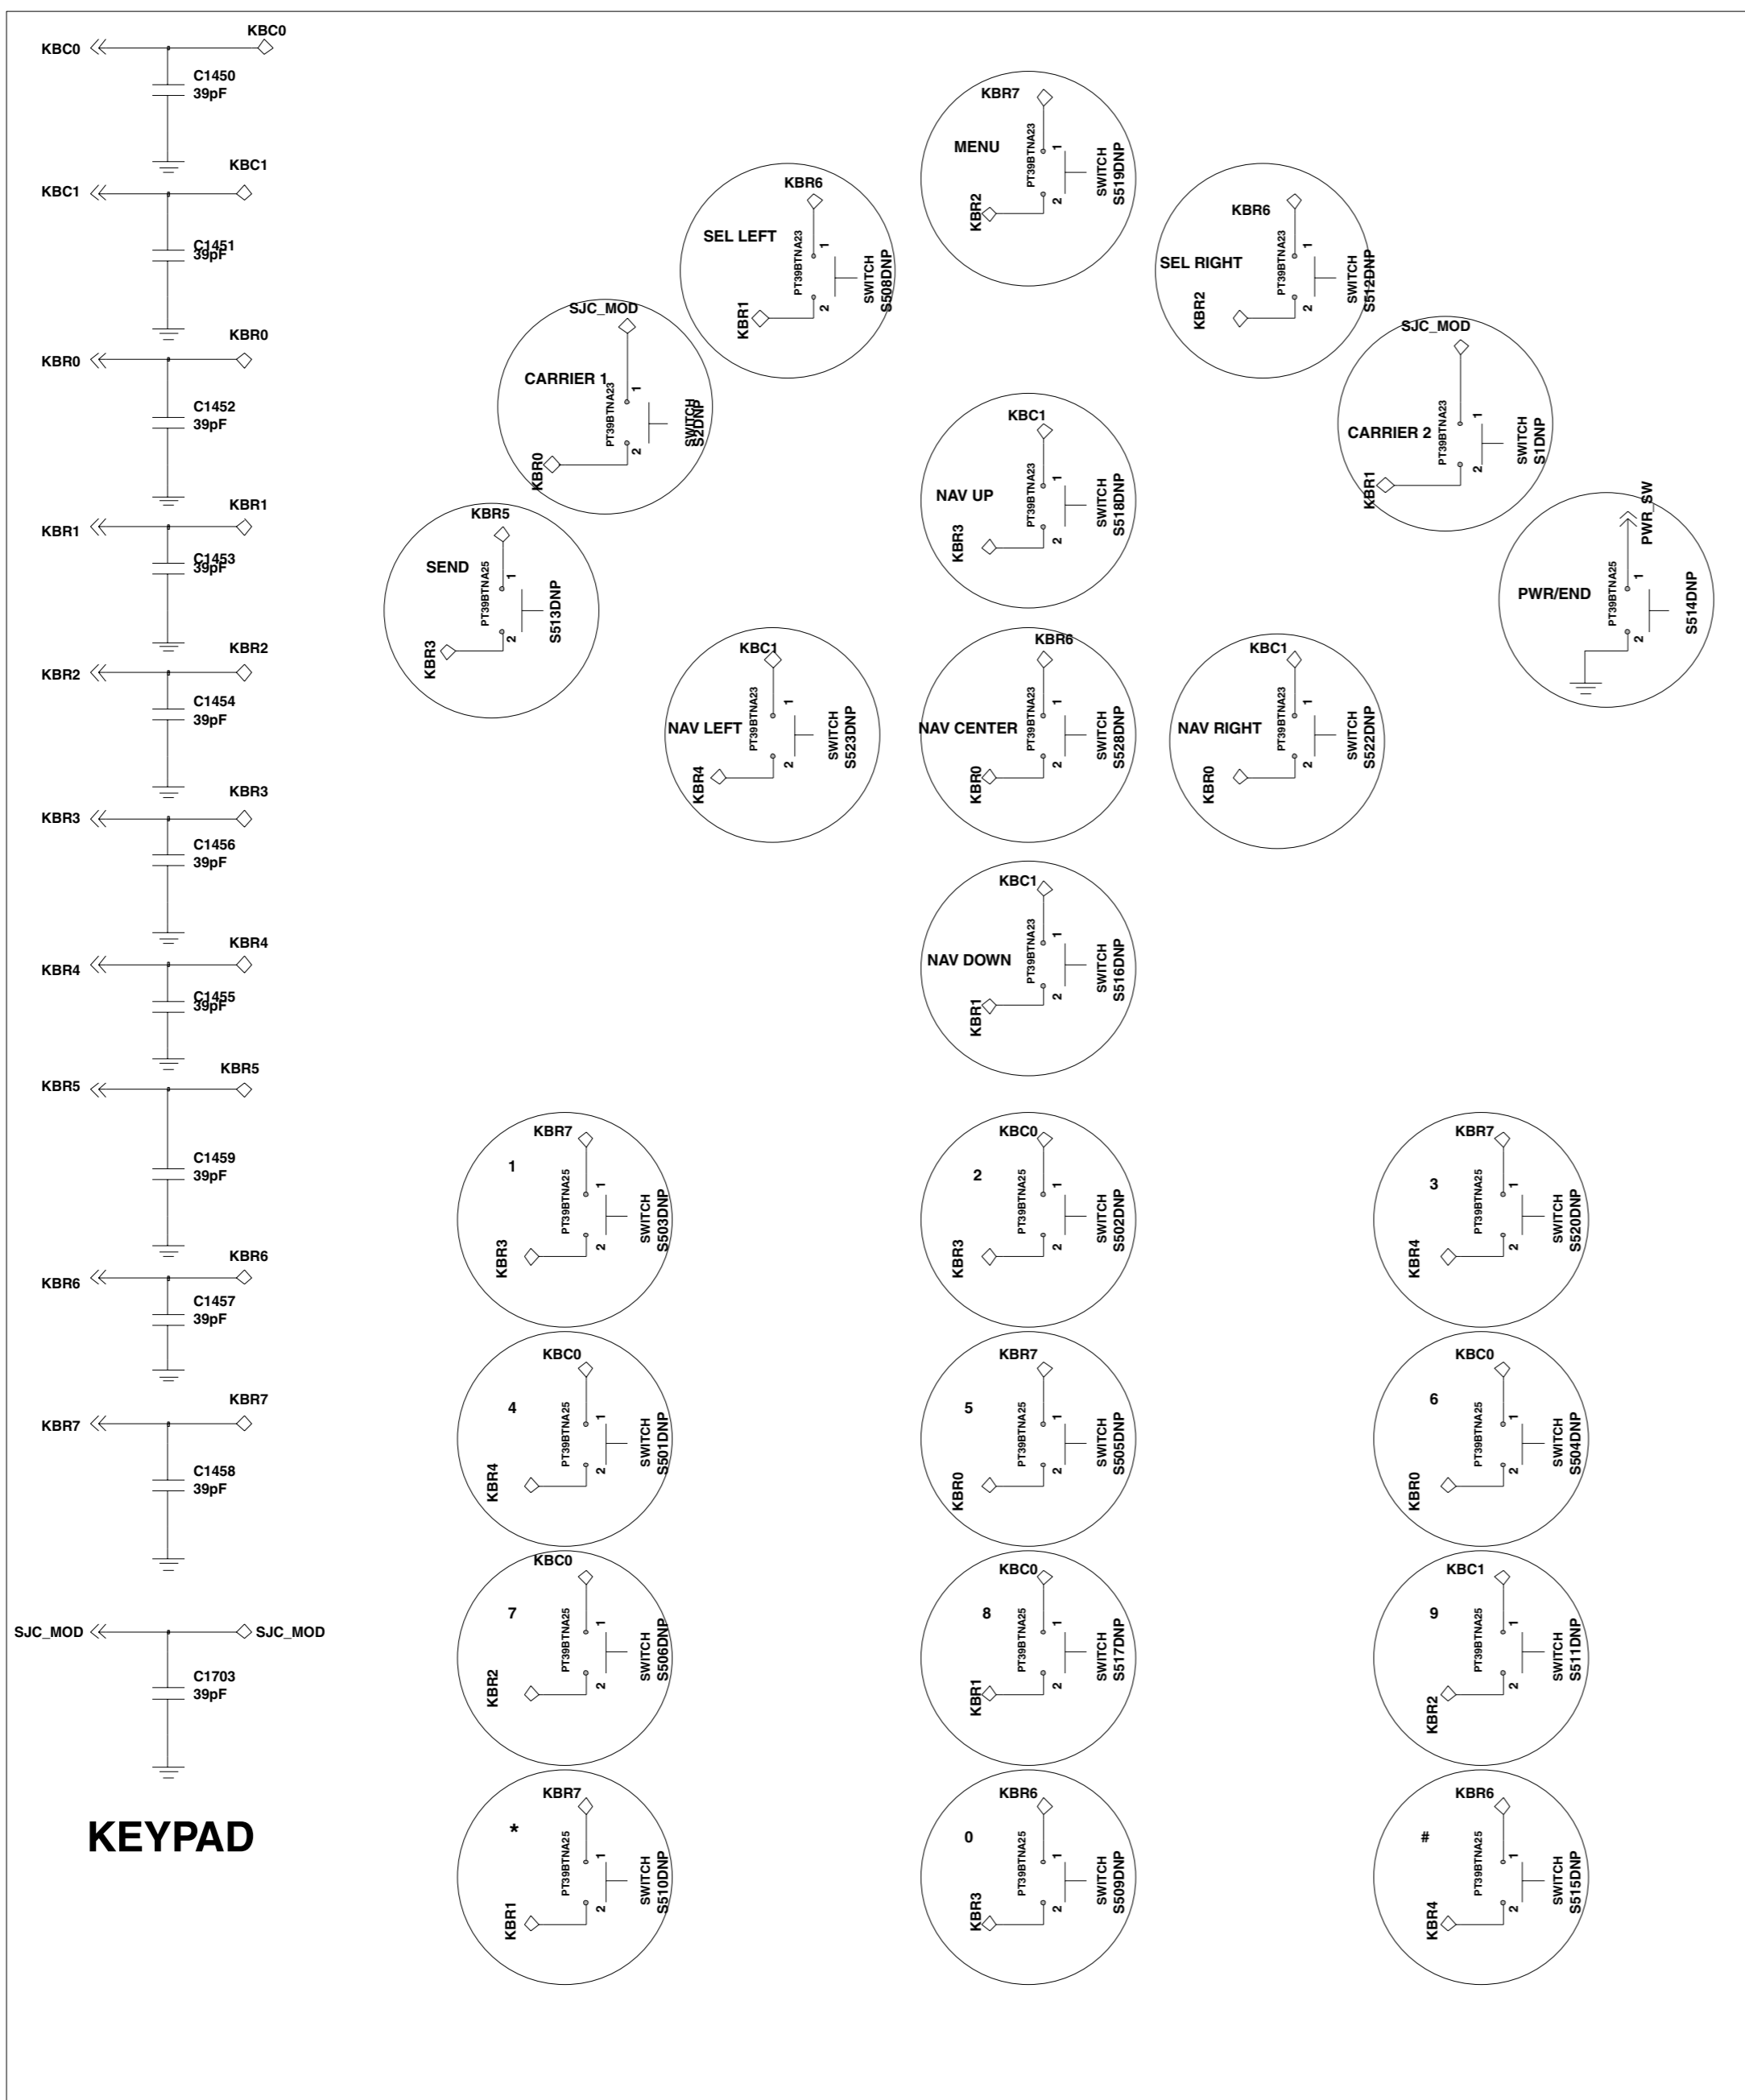 KBC0
KBC0
C1450
39pF
KBC1
KBC1
C1451
39pF
KBR0
KBR0
C1452
39pF
KBR1
KBR1
C1453
39pF
KBR2
KBR2
C1454
39pF
KBR3
KBR3
C1456
39pF
KBR4
KBR4
C1455
39pF
KBR5
KBR5
C1459
39pF
KBR6
KBR6
C1457
39pF
KBR7
KBR7
C1458
39pF
SJC_MOD
SJC_MOD
C1703
39pF
KEYPAD
KBR7
MENU
PT39BTNA23
1
2
KBR2
SWITCH
S519DNP
KBR6
SEL LEFT
PT39BTNA23
1
2
KBR1
SWITCH
S508DNP
KBR6
SEL RIGHT
PT39BTNA23
1
2
KBR2
SWITCH
S512DNP
SJC_MOD
CARRIER 1
PT39BTNA23
1
2
KBR0
SWITCH
S2DNP
SJC_MOD
CARRIER 2
PT39BTNA23
1
2
KBR1
SWITCH
S1DNP
KBC1
NAV UP
PT39BTNA23
1
2
KBR3
SWITCH
S518DNP
KBR5
SEND
PT39BTNA25
1
2
KBR3
S513DNP
PWR_SW
PWR/END
PT39BTNA25
1
2
S514DNP
KBC1
NAV LEFT
PT39BTNA23
1
2
KBR4
SWITCH
S523DNP
KBR6
NAV CENTER
PT39BTNA23
1
2
KBR0
SWITCH
S528DNP
KBC1
NAV RIGHT
PT39BTNA23
1
2
KBR0
SWITCH
S522DNP
KBC1
NAV DOWN
PT39BTNA23
1
2
KBR1
SWITCH
S516DNP
KBR7
1
PT39BTNA25
1
2
KBR3
SWITCH
S503DNP
KBC0
2
PT39BTNA25
1
2
KBR3
SWITCH
S502DNP
KBR7
3
PT39BTNA25
1
2
KBR4
SWITCH
S520DNP
KBC0
4
PT39BTNA25
1
2
KBR4
SWITCH
S501DNP
KBR7
5
PT39BTNA25
1
2
KBR0
SWITCH
S505DNP
KBC0
6
PT39BTNA25
1
2
KBR0
SWITCH
S504DNP
KBC0
7
PT39BTNA25
1
2
KBR2
SWITCH
S506DNP
KBC0
8
PT39BTNA25
1
2
KBR1
SWITCH
S517DNP
KBC1
9
PT39BTNA25
1
2
KBR2
SWITCH
S511DNP
KBR7
*
PT39BTNA25
1
2
KBR1
SWITCH
S510DNP
KBR6
0
PT39BTNA25
1
2
KBR3
SWITCH
S509DNP
KBR6
#
PT39BTNA25
1
2
KBR4
SWITCH
S515DNP